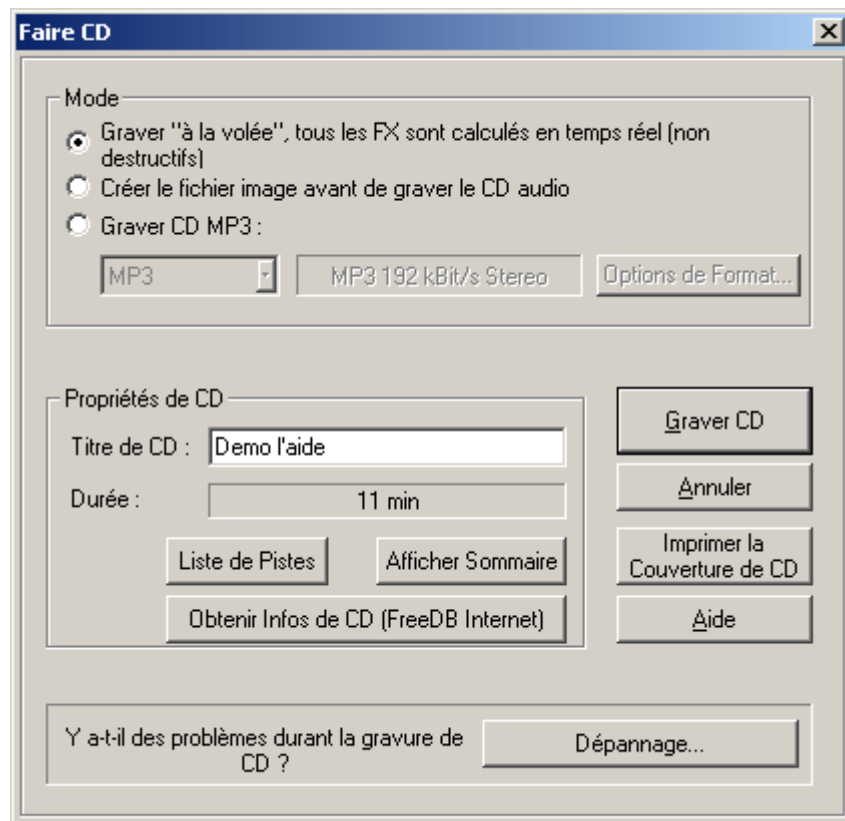 Faire CD
Mode
Graver "à la volée", tous les FX sont calculés en temps réel (non
destructifs)
Créer le fichier image avant de graver le CD audio
Graver CD MP3 :
MP3
MP3 192 kBit/s Stereo
Options de Format...
Propriétés de CD
Titre de CD :
Demo l'aide
Durée :
11 min
Liste de Pistes
Afficher Sommaire
Obtenir Infos de CD (FreeDB Internet)
Graver CD
Annuler
Imprimer la
Couverture de CD
Aide
Y a-t-il des problèmes durant la gravure de
CD ?
Dépannage...